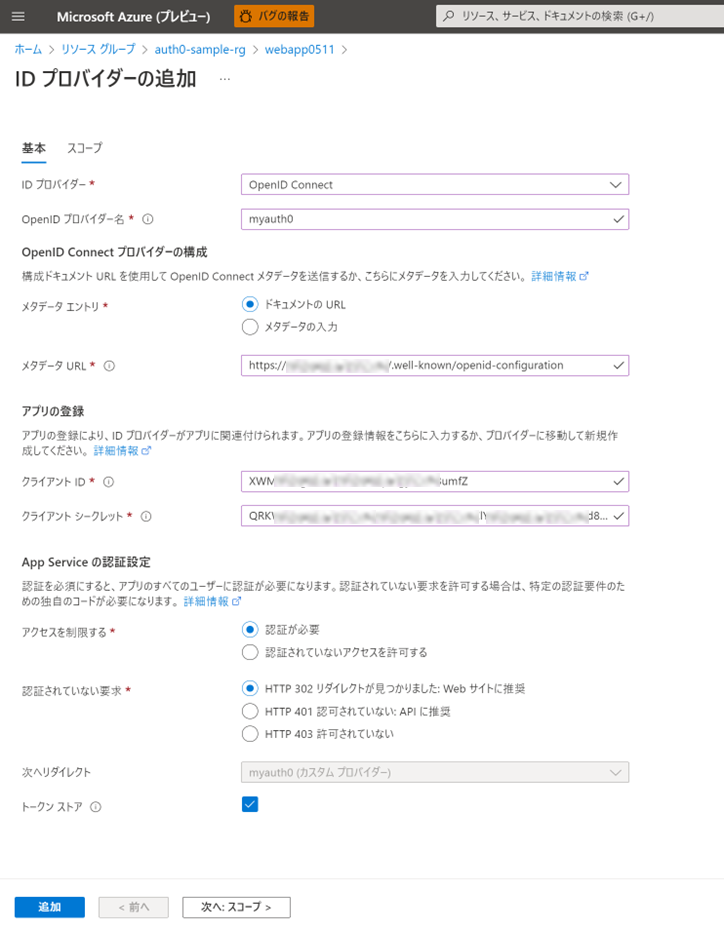 Microsoft Azure (プレビュー)
バグの報告
リソース、サービス、ドキュメントの検索 (G+/)
ホーム > リソース グループ > auth0-sample-rg > webapp0511 >
ID プロバイダーの追加 …
基本 スコープ
ID プロバイダー *
OpenID Connect
OpenID プロバイダー名 *
myauth0
OpenID Connect プロバイダーの構成
構成ドキュメント URL を使用して OpenID Connect メタデータを送信するか、こちらにメタデータを入力してください。 詳細情報
メタデータ エントリ *
ドキュメントの URL
メタデータの入力
メタデータ URL *
https:// /.well-known/openid-configuration
アプリの登録
アプリの登録により、ID プロバイダーがアプリに関連付けられます。アプリの登録情報をこちらに入力するか、プロバイダーに移動して新規作
成してください。 詳細情報
クライアント ID *
クライアント シークレット *
App Service の認証設定
認証を必須にすると、アプリのすべてのユーザーに認証が必要になります。認証されていない要求を許可する場合は、特定の認証要件のた
めの独自のコードが必要になります。 詳細情報
アクセスを制限する *
認証が必要
認証されていないアクセスを許可する
認証されていない要求 *
HTTP 302 リダイレクトが見つかりました: Web サイトに推奨
HTTP 401 認可されていない: API に推奨
HTTP 403 許可されていない
次へリダイレクト
myauth0 (カスタム プロバイダー)
トークン ストア
追加
< 前へ
次へ: スコープ >